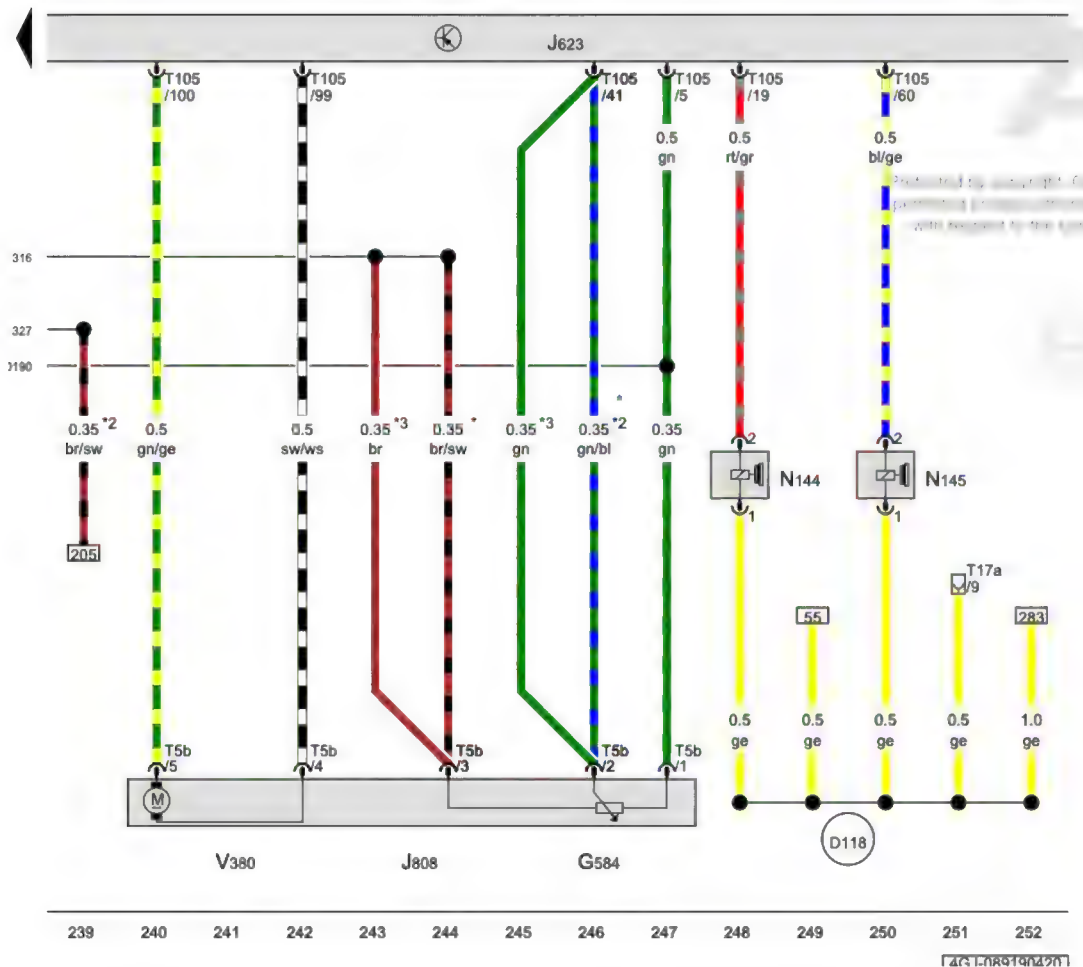 J623
T105
/100
T105
/99
T105
/41
T105
/5
T105
/19
T105
/60
0.5
gn
0.5
rt/gr
0.5
bl/ge
316
327
0.35 *2
br/sw
0.5
gn/ge
0.5
sw/ws
0.35 *3
br
0.35 *
br/sw
0.35 *3
gn
*
0.35 *2
gn/bl
0.35
gn
2
N144
1
2
N145
1
205
T17a
/9
55
283
0.5
ge
0.5
ge
0.5
ge
0.5
ge
1.0
ge
T5b
/5
T5b
/4
T5b
/3
T5b
/2
T5b
/1
M
V380
J808
G584
D118
239 240 241 242 243 244 245 246 247 248 249 250 251 252